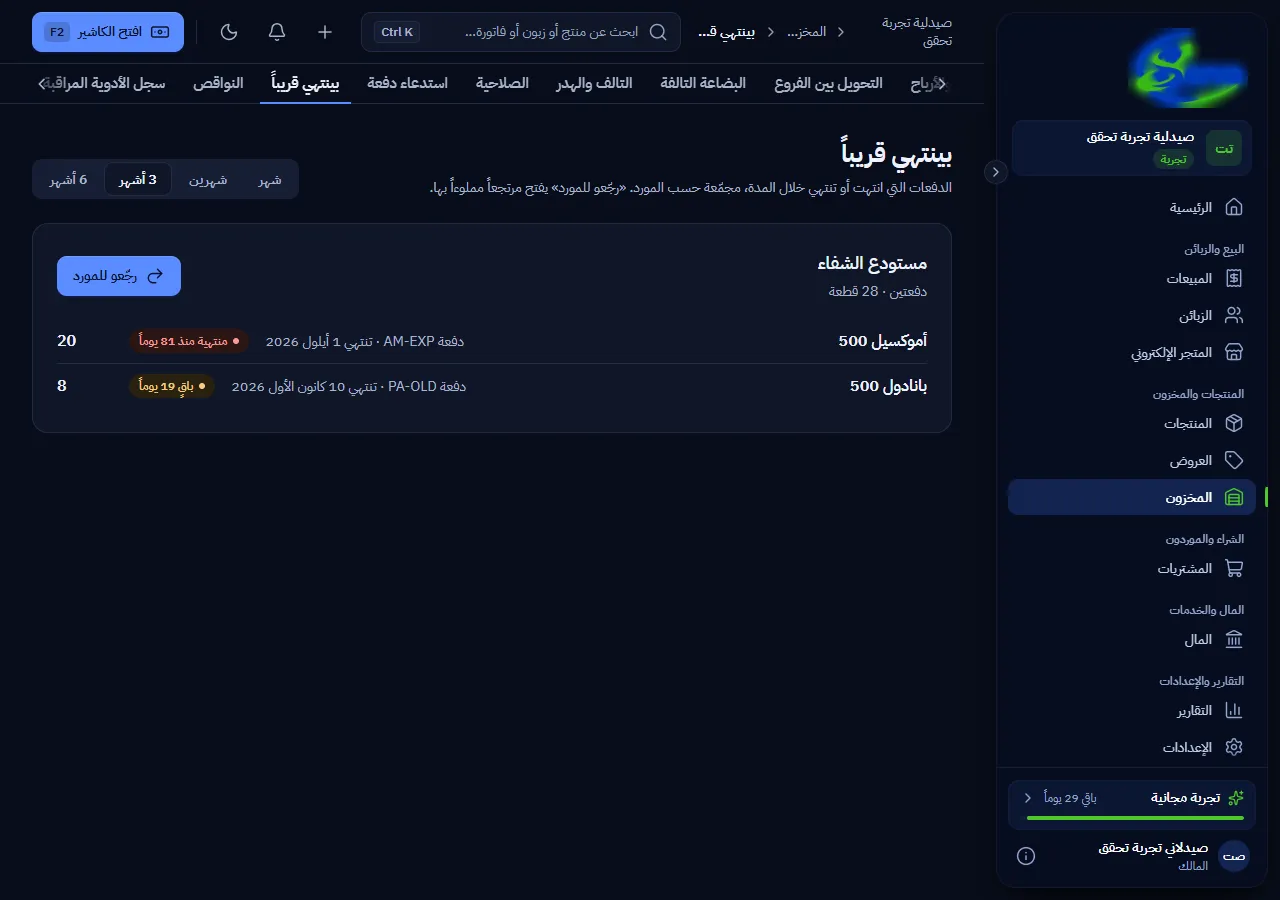 صيدلية تجربة تحقق
المخز...
بينتهي ق...
ابحث عن منتج أو زبون أو فاتورة...
Ctrl K
افتح الكاشير F2
التحويل بين الفروع
البضاعة التالفة
التالف والهدر
الصلاحية
استدعاء دفعة
بينتهي قريباً
النواقص
سجل الأدوية المراقبة
تت
صيدلية تجربة تحقق
تجربة
الرئيسية
البيع والزبائن
المبيعات
الزبائن
المتجر الإلكتروني
المنتجات والمخزون
المنتجات
العروض
المخزون
الشراء والموردون
المشتريات
المال والخدمات
المال
التقارير والإعدادات
التقارير
الإعدادات
تجربة مجانية
باقٍ 29 يوماً
صت
صيدلاني تجربة تحقق
المالك
بينتهي قريباً
الدفعات التي انتهت أو تنتهي خلال المدة، مجمّعة حسب المورد. «رجّعو للمورد» يفتح مرتجعاً مملوءاً بها.
شهر
شهرين
3 أشهر
6 أشهر
مستودع الشفاء
دفعتين · 28 قطعة
رجّعو للمورد
أموكسيل 500
دفعة AM-EXP · تنتهي 1 أيلول 2026
منتهية منذ 81 يوماً
20
بانادول 500
دفعة PA-OLD · تنتهي 10 كانون الأول 2026
باقٍ 19 يوماً
8